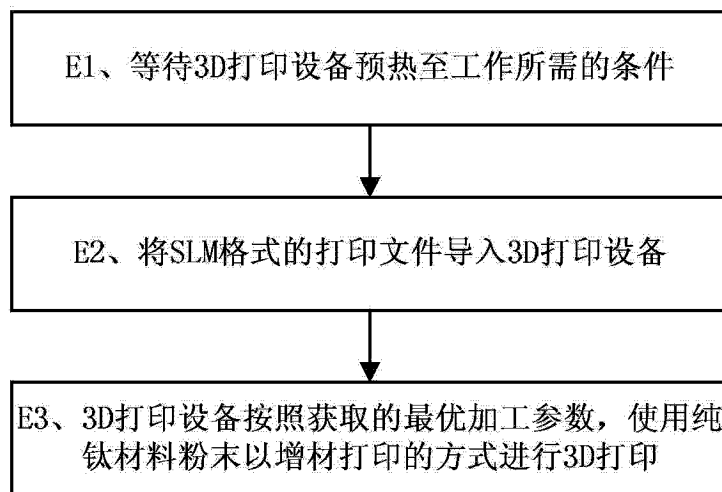 E1、等待3D打印设备预热至工作所需的条件
E2、将SLM格式的打印文件导入3D打印设备
E3、3D打印设备按照获取的最优加工参数，使用纯
钛材料粉末以增材打印的方式进行3D打印